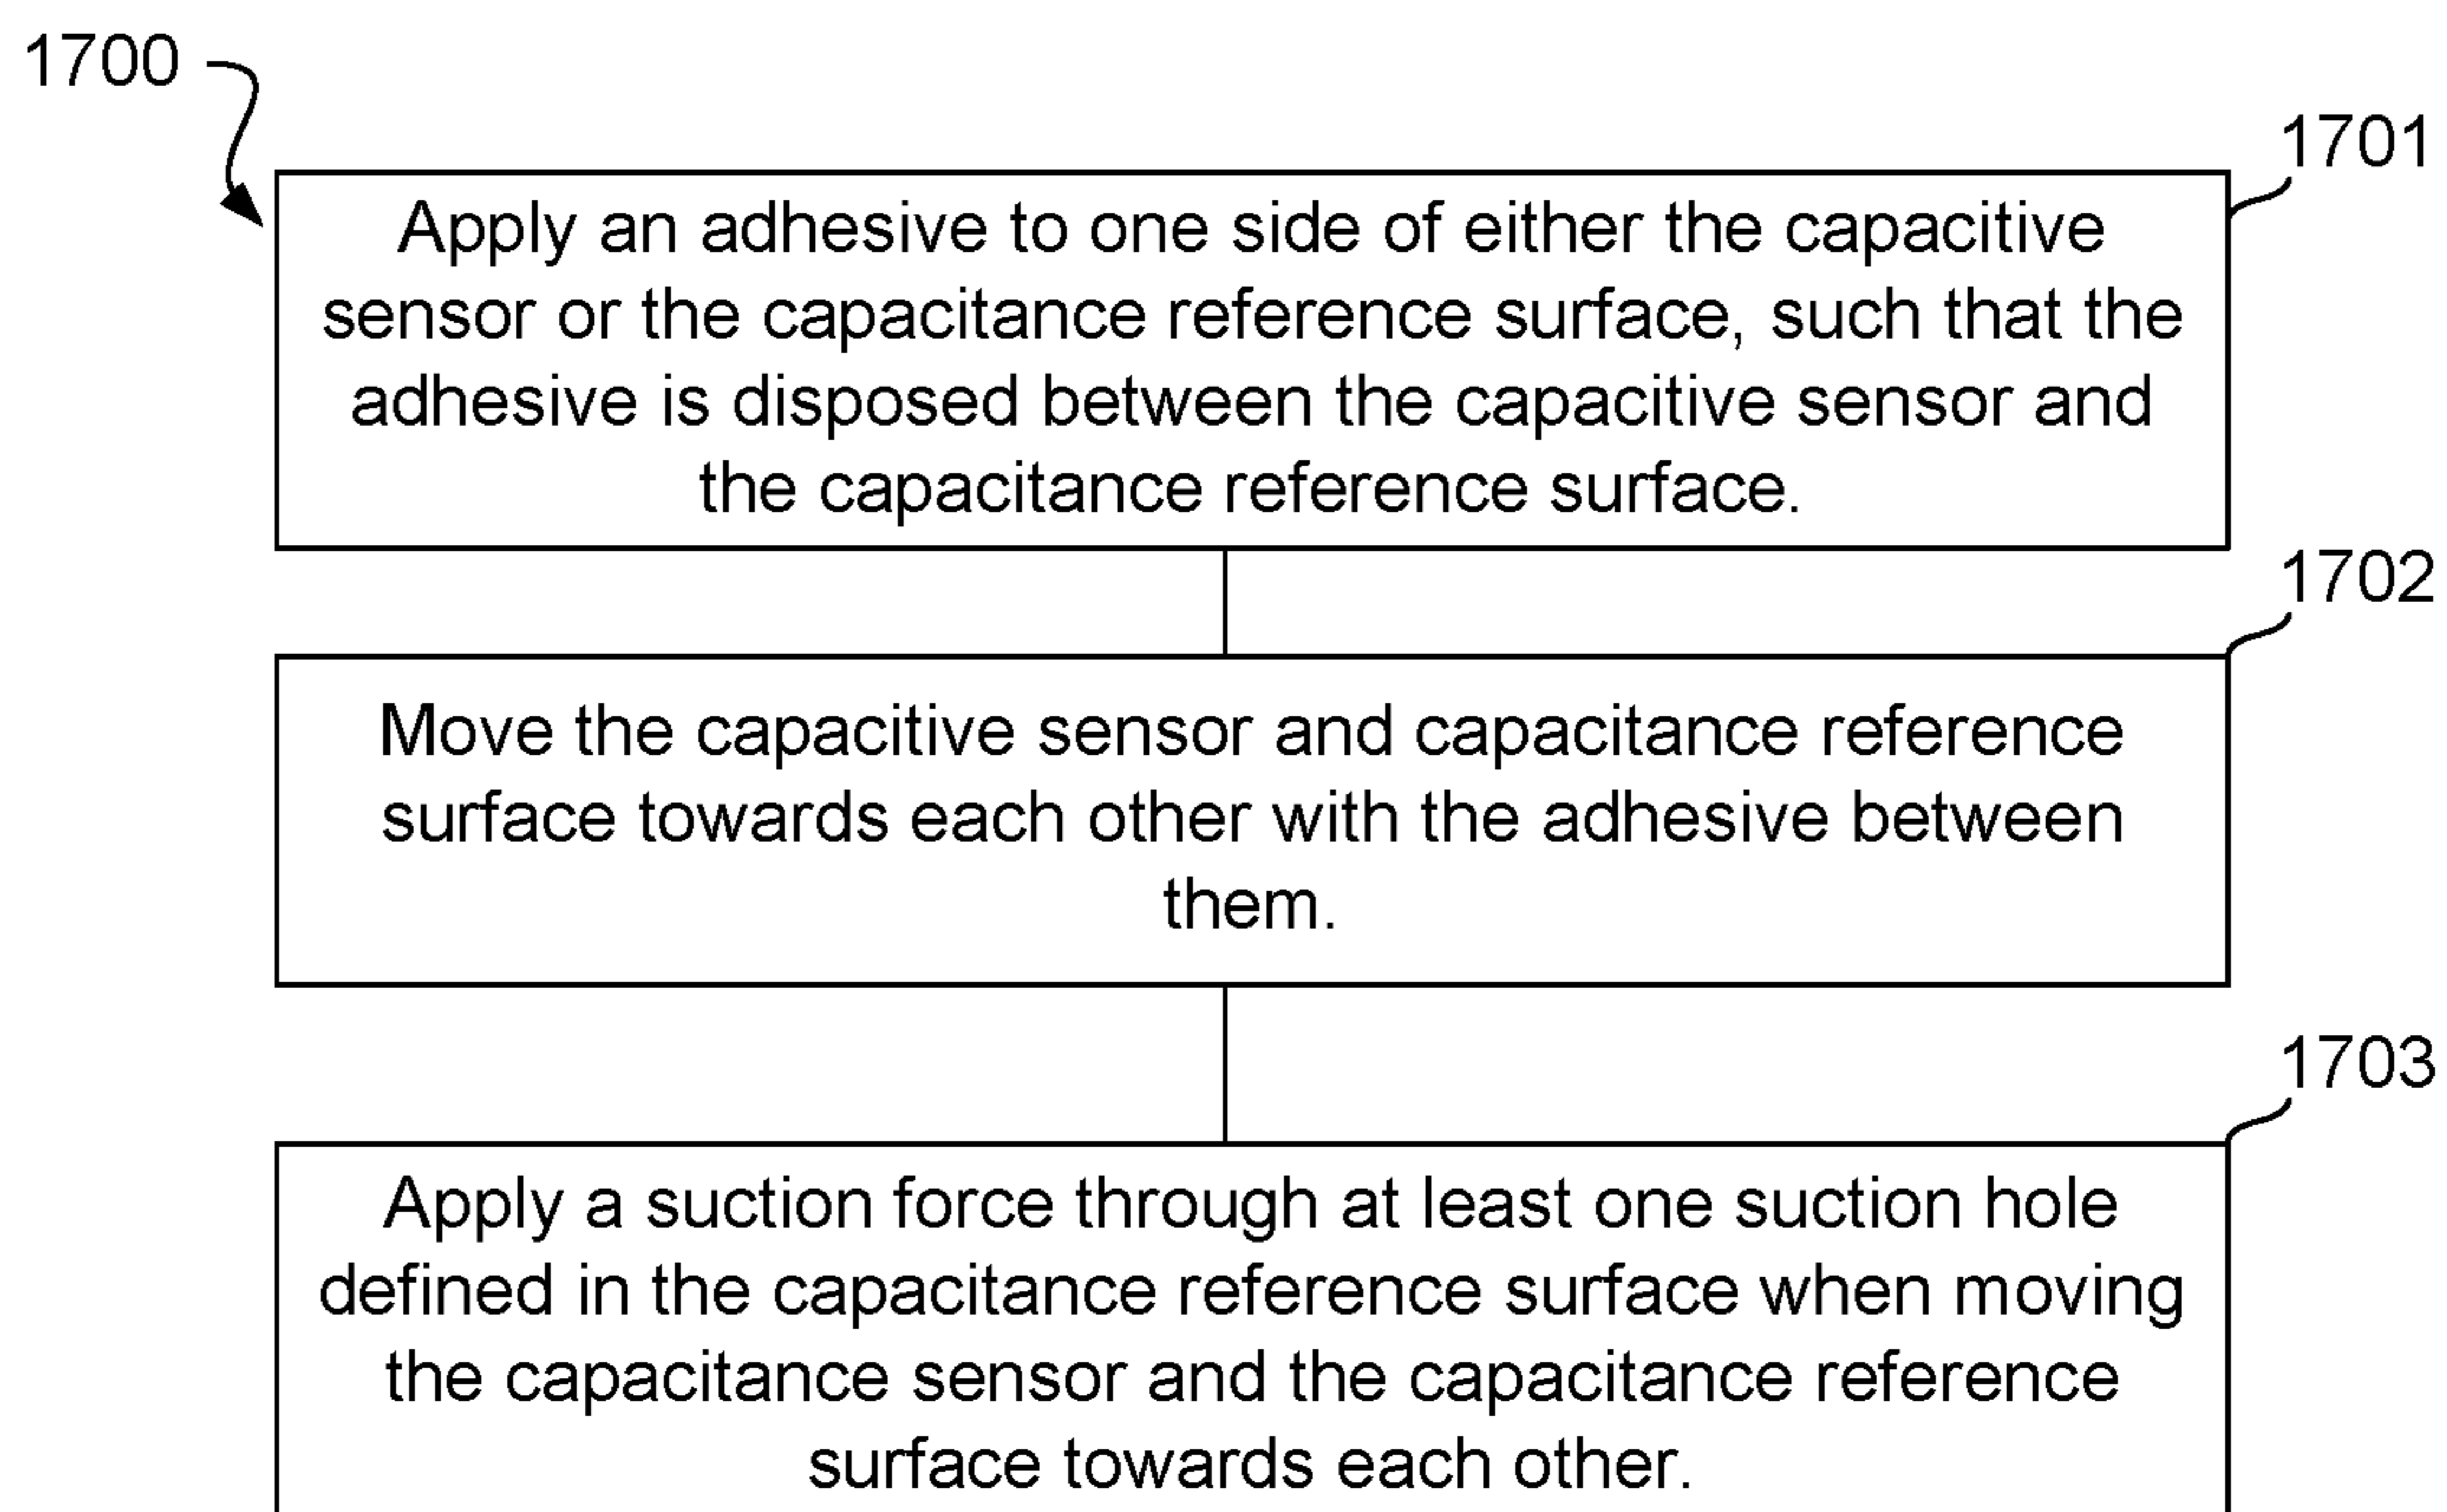 1700
1701
Apply an adhesive to one side of either the capacitive
sensor or the capacitance reference surface, such that the
adhesive is disposed between the capacitive sensor and
the capacitance reference surface.
1702
Move the capacitive sensor and capacitance reference
surface towards each other with the adhesive between
them.
1703
Apply a suction force through at least one suction hole
defined in the capacitance reference surface when moving
the capacitance sensor and the capacitance reference
surface towards each other.